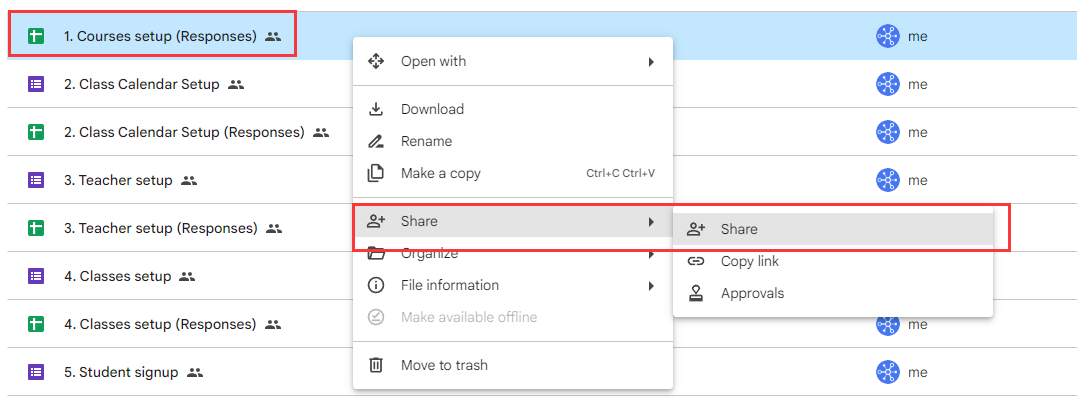 1. Courses setup (Responses)
me
Open with
2. Class Calendar Setup
me
Download
2. Class Calendar Setup (Responses)
me
Rename
Make a copy Ctrl+C Ctrl+V
3. Teacher setup
me
Share
Share
3. Teacher setup (Responses)
Organize
Copy link
4. Classes setup
File information
Approvals
4. Classes setup (Responses)
Make available offline
me
5. Student signup
Move to trash
me